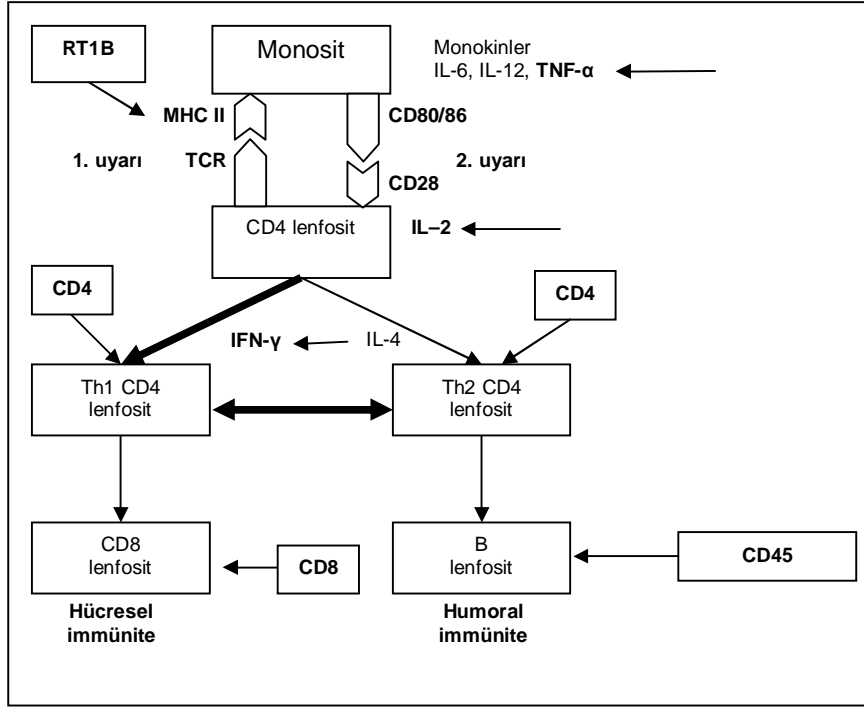 RT1B
Monosit
Monokinler
IL-6, IL-12, TNF-α
MHC II
CD80/86
1. uyarı
TCR
2. uyarı
CD28
CD4 lenfosit
IL–2
CD4
CD4
IFN-γ
IL-4
Th1 CD4
lenfosit
Th2 CD4
lenfosit
CD8
lenfosit
CD8
B
lenfosit
CD45
Hücresel
immünite
Humoral
immünite